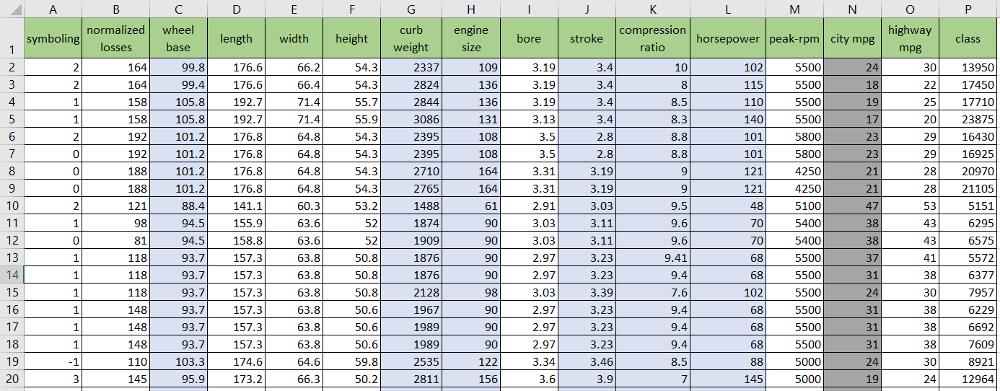 A B C D E F G H I J K L M N O P
1 symboling normalized losses wheel base length width height curb weight engine size bore stroke compression ratio horsepower peak-rpm city mpg highway mpg class
2 2 164 99.8 176.6 66.2 54.3 2337 109 3.19 3.4 10 102 5500 24 30 13950
3 2 164 99.4 176.6 66.4 54.3 2824 136 3.19 3.4 8 115 5500 18 22 17450
4 1 158 105.8 192.7 71.4 55.7 2844 136 3.19 3.4 8.5 110 5500 19 25 17710
5 1 158 105.8 192.7 71.4 55.9 3086 131 3.13 3.4 8.3 140 5500 17 20 23875
6 2 192 101.2 176.8 64.8 54.3 2395 108 3.5 2.8 8.8 101 5800 23 29 16430
7 0 192 101.2 176.8 64.8 54.3 2395 108 3.5 2.8 8.8 101 5800 23 29 16925
8 0 188 101.2 176.8 64.8 54.3 2710 164 3.31 3.19 9 121 4250 21 28 20970
9 0 188 101.2 176.8 64.8 54.3 2765 164 3.31 3.19 9 121 4250 21 28 21105
10 2 121 88.4 141.1 60.3 53.2 1488 61 2.91 3.03 9.5 48 5100 47 53 5151
11 1 98 94.5 155.9 63.6 52 1874 90 3.03 3.11 9.6 70 5400 38 43 6295
12 0 81 94.5 158.8 63.6 52 1909 90 3.03 3.11 9.6 70 5400 38 43 6575
13 1 118 93.7 157.3 63.8 50.8 1876 90 2.97 3.23 9.41 68 5500 37 41 5572
14 1 118 93.7 157.3 63.8 50.8 1876 90 2.97 3.23 9.4 68 5500 31 38 6377
15 1 118 93.7 157.3 63.8 50.8 2128 98 3.03 3.39 7.6 102 5500 24 30 7957
16 1 148 93.7 157.3 63.8 50.6 1967 90 2.97 3.23 9.4 68 5500 31 38 6229
17 1 148 93.7 157.3 63.8 50.6 1989 90 2.97 3.23 9.4 68 5500 31 38 6692
18 1 148 93.7 157.3 63.8 50.6 1989 90 2.97 3.23 9.4 68 5500 31 38 7609
19 -1 110 103.3 174.6 64.6 59.8 2535 122 3.34 3.46 8.5 88 5000 24 30 8921
20 3 145 95.9 173.2 66.3 50.2 2811 156 3.6 3.9 7 145 5000 19 24 12964